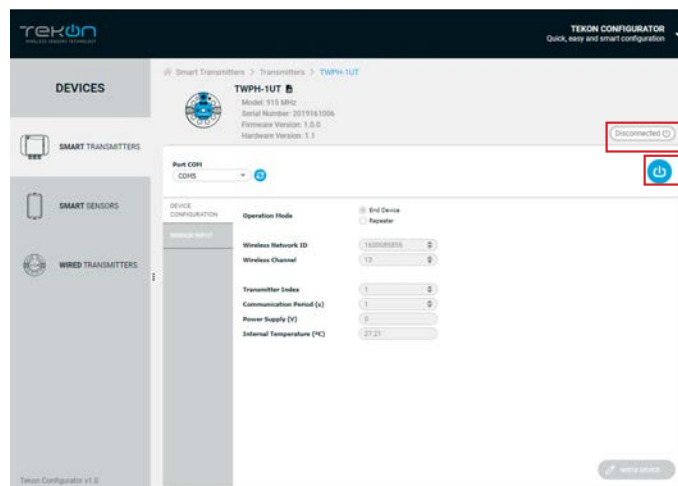 Tekon
WIRELESS SENSORS TECHNOLOGY
TEKON CONFIGURATOR
Quick, easy and smart configuration
DEVICES
SMART TRANSMITTERS
SMART SENSORS
WIRED TRANSMITTERS
Tekon Configurator v1.0
Smart Transmitters > Transmitters > TWPH-1UT
TWPH-1UT
Model: 915 MHz
Serial Number: 2019161006
Firmware Version: 1.0.0
Hardware Version: 1.1
Disconnected
Port COM
COM5
DEVICE
CONFIGURATION
SENSOR INPUT
Operation Mode
End Device
Repeater
Wireless Network ID
Wireless Channel 13
Transmitter Index 1
Communication Period (s) 1
Power Supply (V) 0
Internal Temperature (ºC) 27.21
WRITE DEVICE